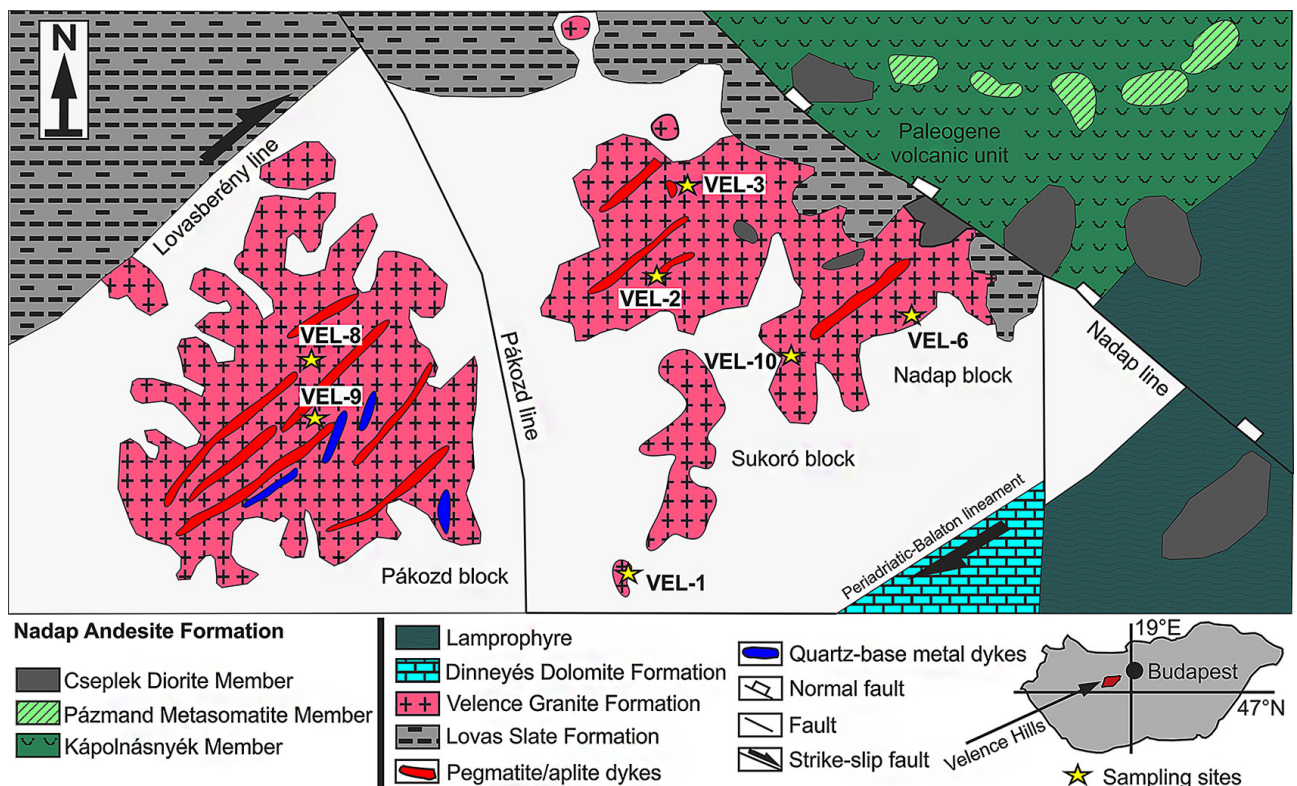 N
Lovasberény line
Paleogene
volcanic unit
VEL-3
VEL-2
VEL-8
VEL-9
VEL-10
VEL-6
Pákozd line
Nadap block
Nadap line
Sukoró block
Periadriatic-Balaton lineament
Pákozd block
VEL-1
Nadap Andesite Formation
Cseplek Diorite Member
Pázmand Metasomatite Member
Kápolnásnyék Member
Lamprophyre
Dinneyés Dolomite Formation
Velence Granite Formation
Lovas Slate Formation
Pegmatite/aplite dykes
Quartz-base metal dykes
Normal fault
Fault
Strike-slip fault
19°E
Budapest
47°N
Velence Hills
Sampling sites